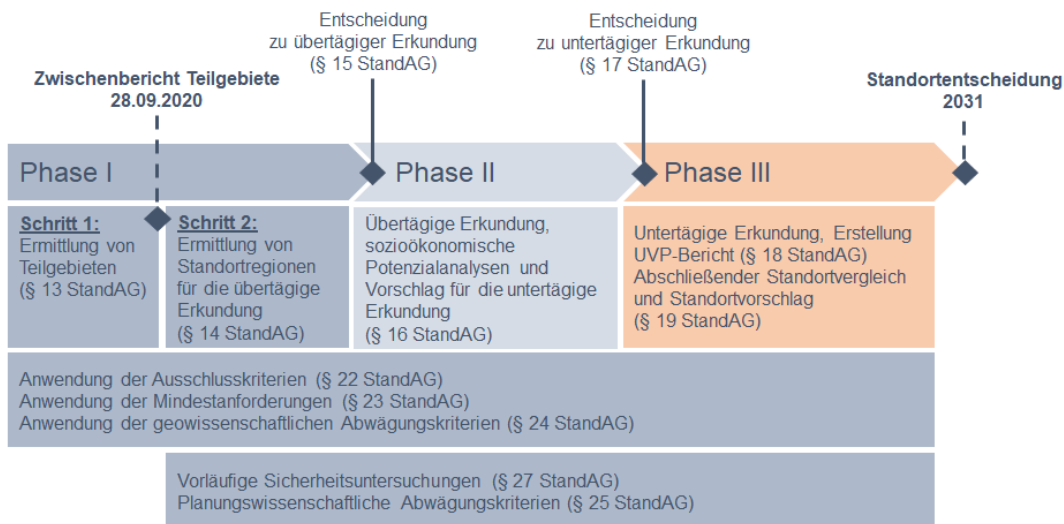 Entscheidung
zu übertägiger Erkundung
(§ 15 StandAG)
Entscheidung
zu untertägiger Erkundung
(§ 17 StandAG)
Zwischenbericht Teilgebiete
28.09.2020
Standortentscheidung
2031
Phase I
Phase II
Phase III
Schritt 1:
Ermittlung von
Teilgebieten
(§ 13 StandAG)
Schritt 2:
Ermittlung von
Standortregionen
für die übertägige
Erkundung
(§ 14 StandAG)
Übertägige Erkundung,
sozioökonomische
Potenzialanalysen und
Vorschlag für die untertägige
Erkundung
(§ 16 StandAG)
Untertägige Erkundung, Erstellung
UVP-Bericht (§ 18 StandAG)
Abschließender Standortvergleich
und Standortvorschlag
(§ 19 StandAG)
Anwendung der Ausschlusskriterien (§ 22 StandAG)
Anwendung der Mindestanforderungen (§ 23 StandAG)
Anwendung der geowissenschaftlichen Abwägungskriterien (§ 24 StandAG)
Vorläufige Sicherheitsuntersuchungen (§ 27 StandAG)
Planungswissenschaftliche Abwägungskriterien (§ 25 StandAG)